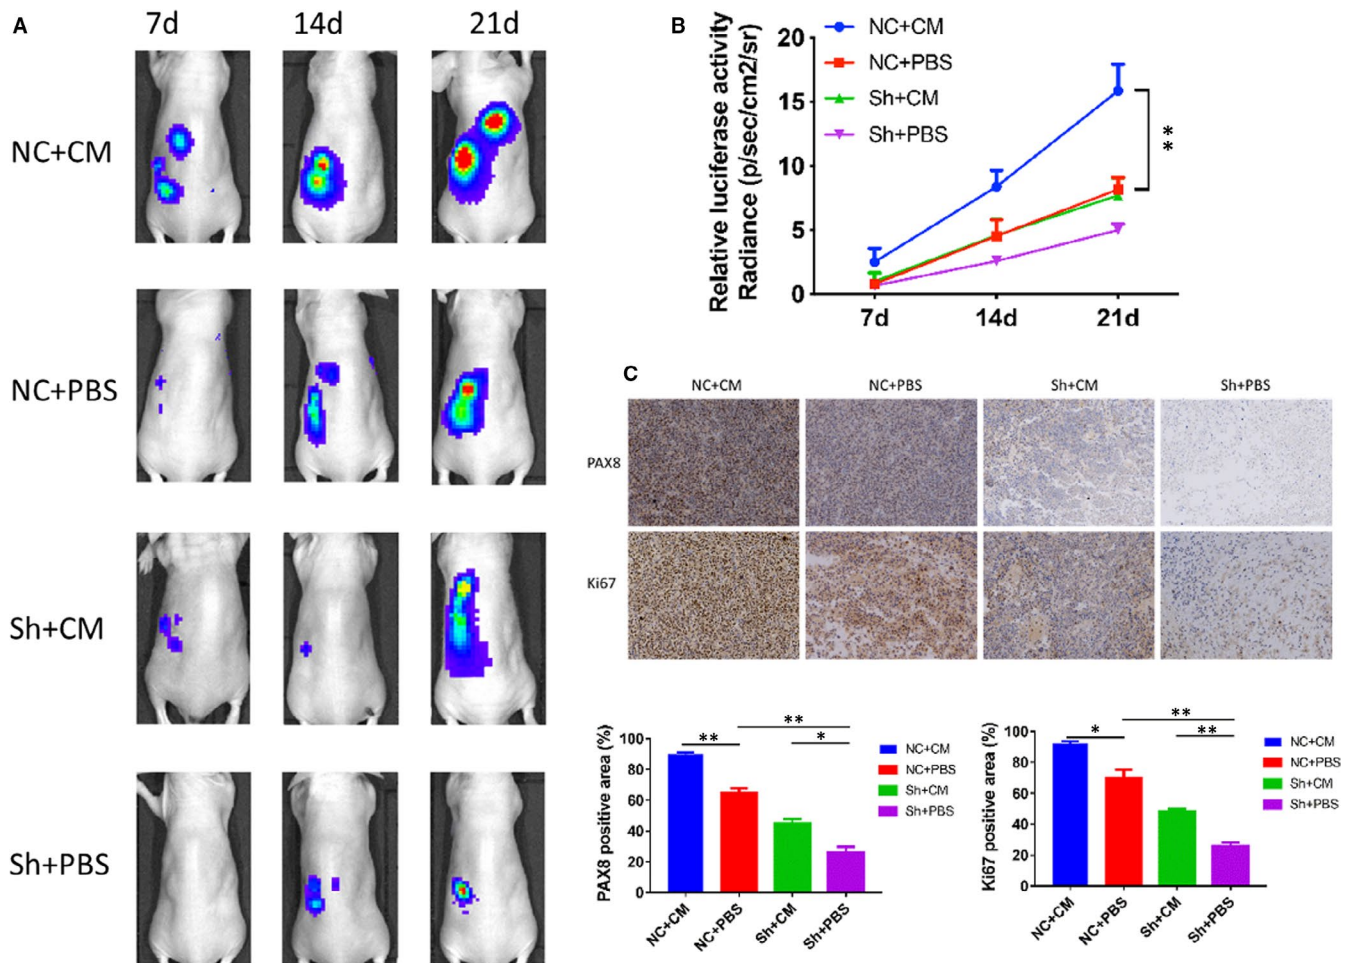 A
7d
14d
21d
NC+CM
NC+PBS
Sh+CM
Sh+PBS
B
Relative luciferase activity
Radiance (p/sec/cm2/sr)
20
15
10
5
0
7d
14d
21d
NC+CM
NC+PBS
Sh+CM
Sh+PBS
**
C
NC+CM
NC+PBS
Sh+CM
Sh+PBS
PAX8
Ki67
PAX8 positive area (%)
100
80
60
40
20
0
**
**
*
NC+CM
NC+PBS
Sh+CM
Sh+PBS
NC+CM
NC+PBS
Sh+CM
Sh+PBS
Ki67 positive area (%)
100
80
60
40
20
0
*
**
**
NC+CM
NC+PBS
Sh+CM
Sh+PBS
NC+CM
NC+PBS
Sh+CM
Sh+PBS